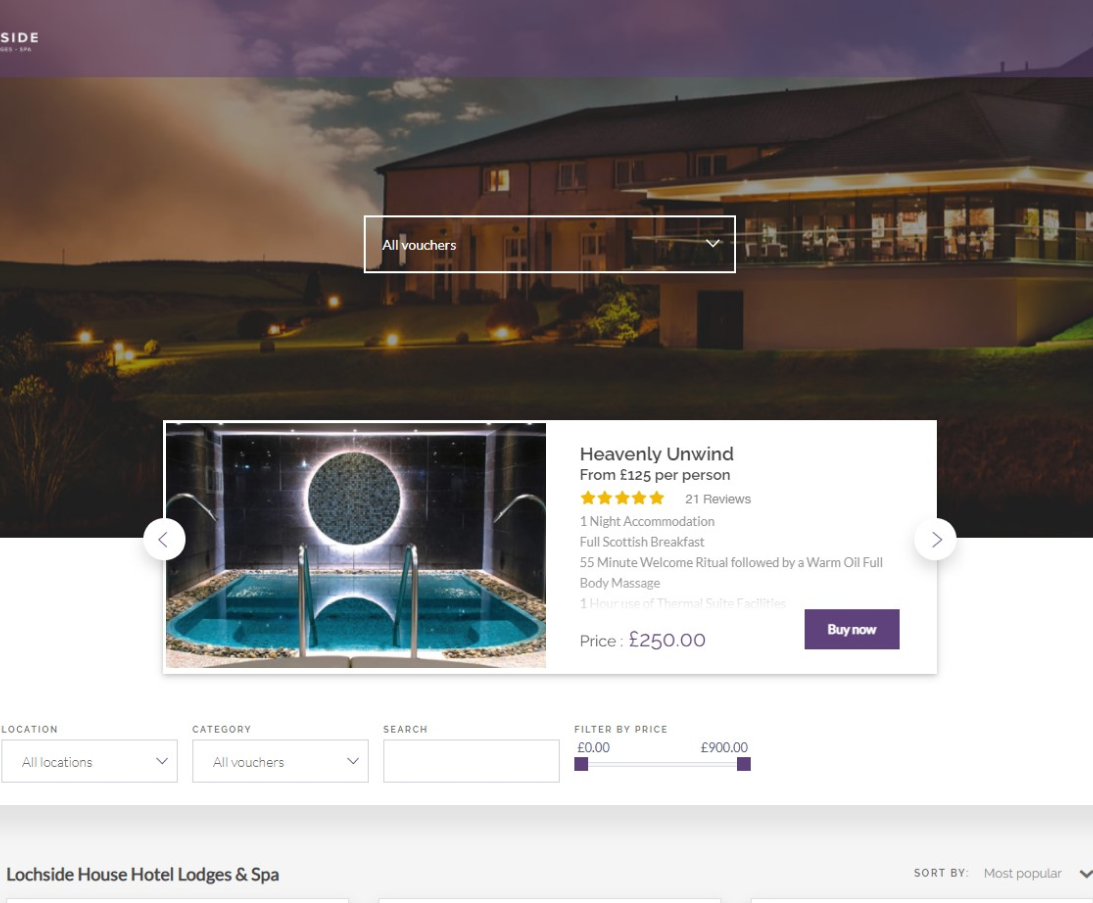 SIDE
GES - SPA
All vouchers
Heavenly Unwind
From £125 per person
21 Reviews
1 Night Accommodation
Full Scottish Breakfast
55 Minute Welcome Ritual followed by a Warm Oil Full
Body Massage
1 Hour use of Thermal Suite Facilities
Price : £250.00
Buy now
LOCATION
CATEGORY
SEARCH
FILTER BY PRICE
£0.00
£900.00
All locations
All vouchers
Lochside House Hotel Lodges & Spa
SORT BY:
Most popular